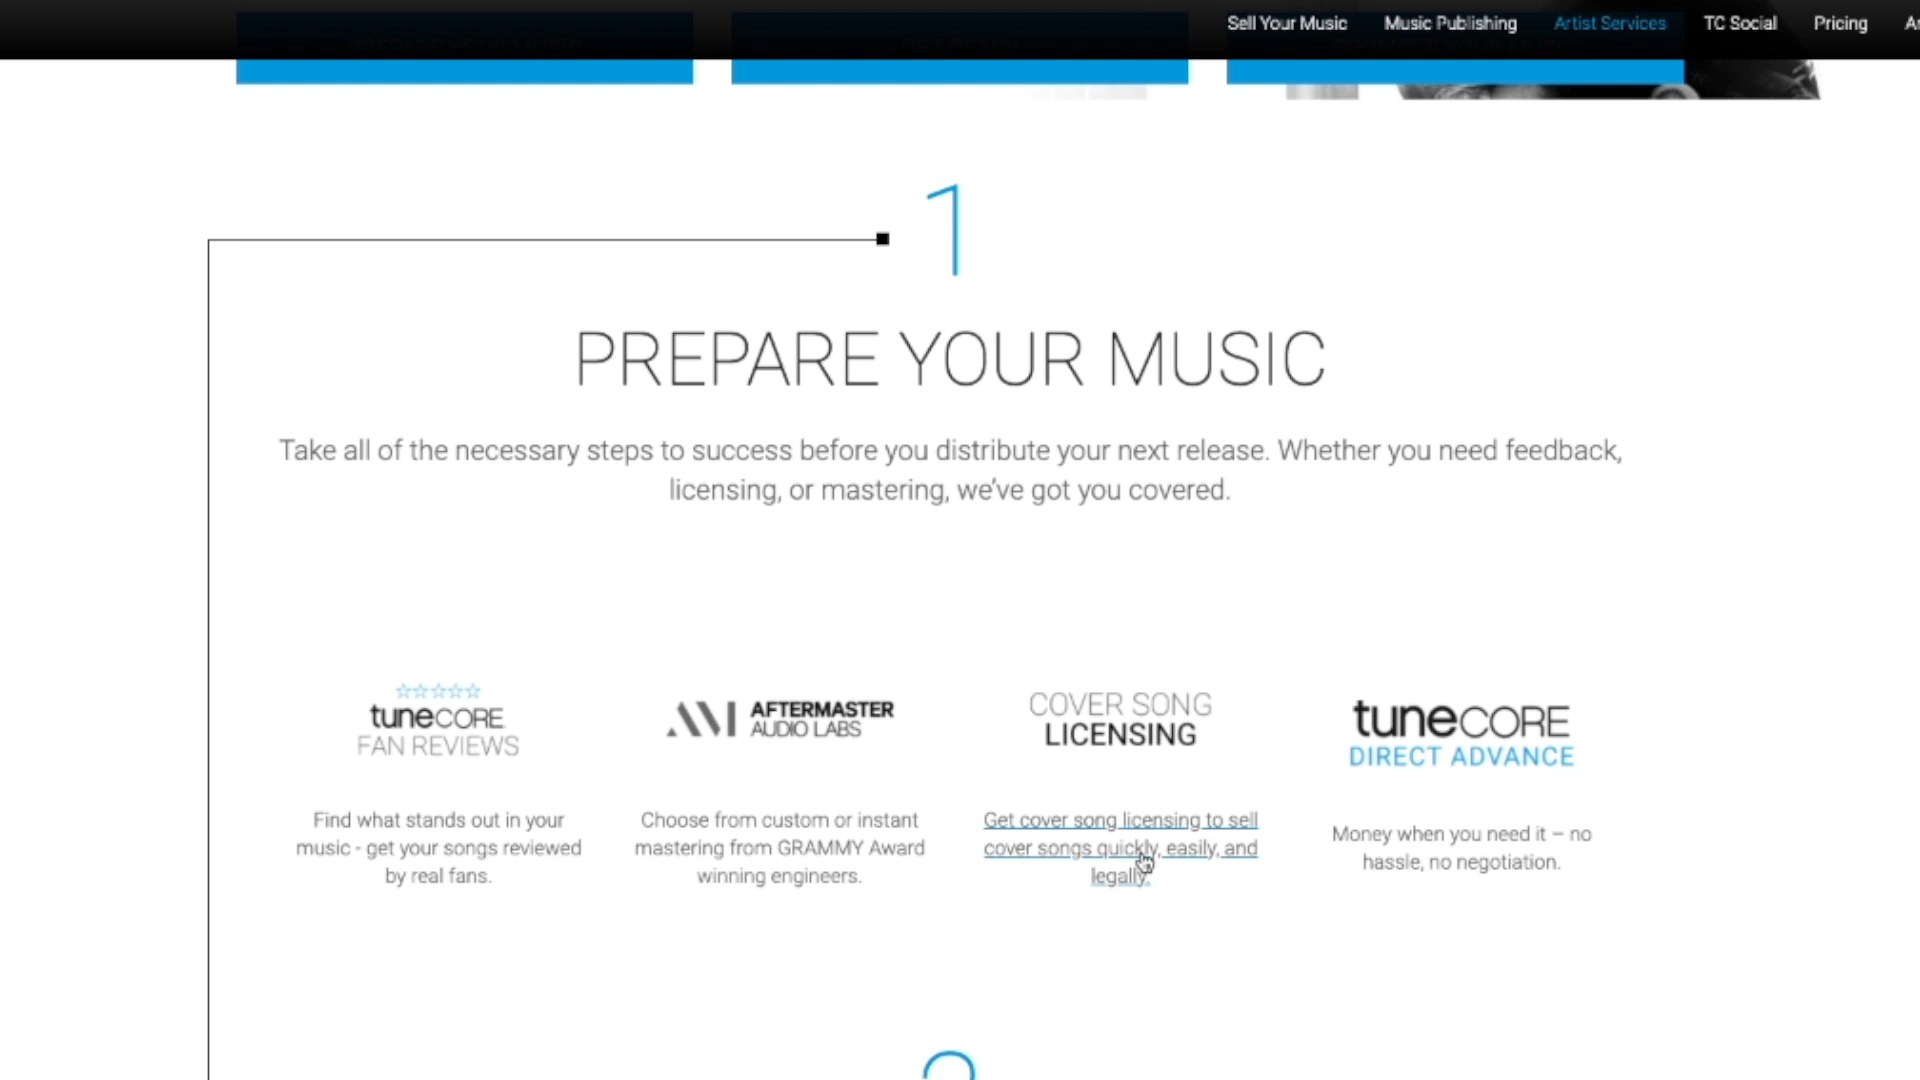 Sell Your Music Music Publishing Artist Services TC Social Pricing
1
PREPARE YOUR MUSIC
Take all of the necessary steps to success before you distribute your next release. Whether you need feedback,
licensing, or mastering, we've got you covered.
tunecore
FAN REVIEWS
Find what stands out in your
music - get your songs reviewed
by real fans.
AFTERMASTER
AUDIO LABS
Choose from custom or instant
mastering from GRAMMY Award
winning engineers.
COVER SONG
LICENSING
Get cover song licensing to sell
cover songs quickly, easily, and
legally.
tuneCORE
DIRECT ADVANCE
Money when you need it – no
hassle, no negotiation.